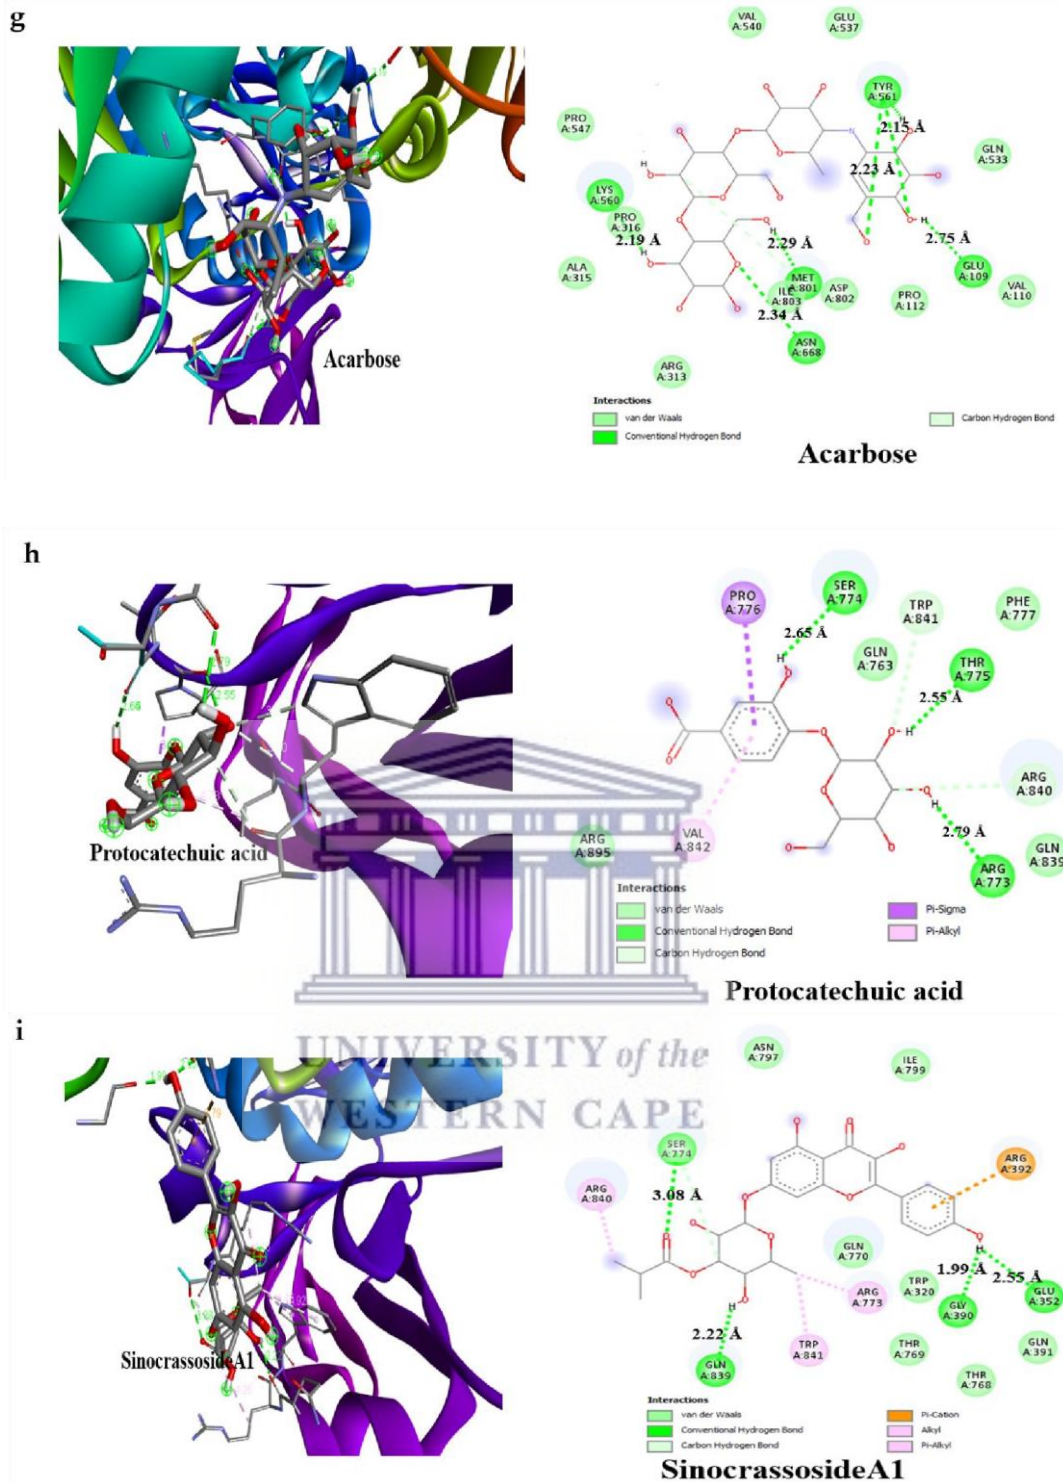 g
VAL
A:540
GLU
A:537
TYR
A:561
H
2.15 Å
PRO
A:547
GLN
A:533
H
2.23 Å
LYS
A:560
PRO
A:316
2.19 Å
H
H
2.29 Å
H
2.75 Å
GLU
A:109
ALA
A:315
MET
A:801
ILE
A:803
ASP
A:802
PRO
A:112
VAL
A:110
2.34 Å
ASN
A:668
ARG
A:313
Acarbose
Interactions
van der Waals
Conventional Hydrogen Bond
Carbon Hydrogen Bond
Acarbose
h
PRO
A:776
SER
A:774
TRP
A:841
PHE
A:777
2.65 Å
H
GLN
A:763
THR
A:775
2.55 Å
H
2.79
2.55
2.66
ARG
A:840
H
2.79 Å
GLN
A:839
ARG
A:773
ARG
A:895
VAL
A:842
Protocatechuic acid
Interactions
van der Waals
Conventional Hydrogen Bond
Carbon Hydrogen Bond
Pi-Sigma
Pi-Alkyl
Protocatechuic acid
i
UNIVERSITY of the
WESTERN CAPE
ASN
A:797
ILE
A:799
SER
A:774
ARG
A:392
ARG
A:840
3.08 Å
GLN
A:770
H
1.99 Å
2.55 Å
TRP
A:320
GLU
A:352
ARG
A:773
GLY
A:390
H
2.22 Å
TRP
A:841
THR
A:769
GLN
A:391
GLN
A:839
THR
A:768
SinocrassosideA1
Interactions
van der Waals
Conventional Hydrogen Bond
Carbon Hydrogen Bond
Pi-Cation
Alkyl
Pi-Alkyl
SinocrassosideA1